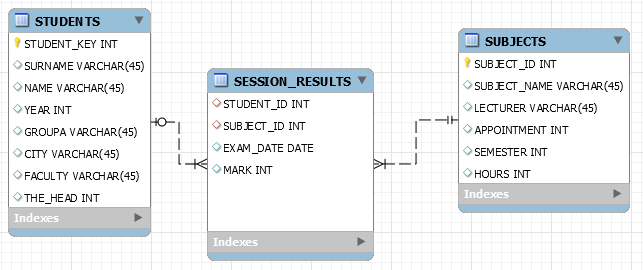 STUDENTS
STUDENT_KEY INT
SURNAME VARCHAR(45)
NAME VARCHAR(45)
YEAR INT
GROUPA VARCHAR(45)
CITY VARCHAR(45)
FACULTY VARCHAR(45)
THE_HEAD INT
Indexes
SESSION_RESULTS
STUDENT_ID INT
SUBJECT_ID INT
EXAM_DATE DATE
MARK INT
Indexes
SUBJECTS
SUBJECT_ID INT
SUBJECT_NAME VARCHAR(45)
LECTURER VARCHAR(45)
APPOINTMENT INT
SEMESTER INT
HOURS INT
Indexes